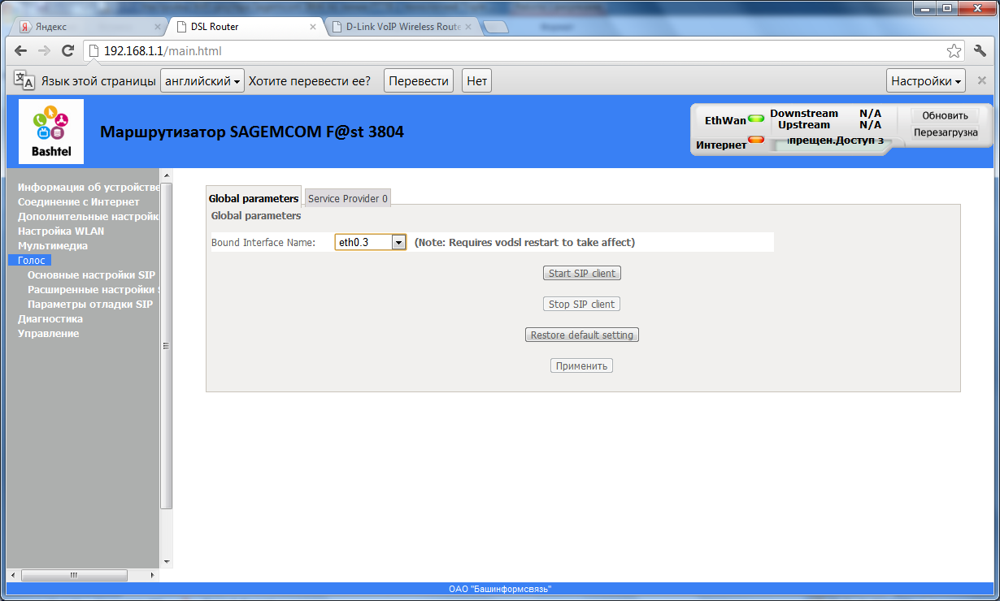 Яндекс
DSL Router
D-Link VoIP Wireless Route
192.168.1.1/main.html
Язык этой страницы английский Хотите перевести ее? Перевести Нет Настройки
Bashtel
Маршрутизатор SAGEMCOM F@st 3804
EthWan Downstream N/A
Upstream N/A
Интернет прещен.Доступ з
Обновить
Перезагрузка
Информация об устройстве
Соединение с Интернет
Дополнительные настройк
Настройка WLAN
Мультимедиа
Голос
Основные настройки SIP
Расширенные настройки S
Параметры отладки SIP
Диагностика
Управление
Global parameters Service Provider 0
Global parameters
Bound Interface Name: eth0.3 (Note: Requires vodsl restart to take affect)
Start SIP client
Stop SIP client
Restore default setting
Применить
ОАО "Башинформсвязь"